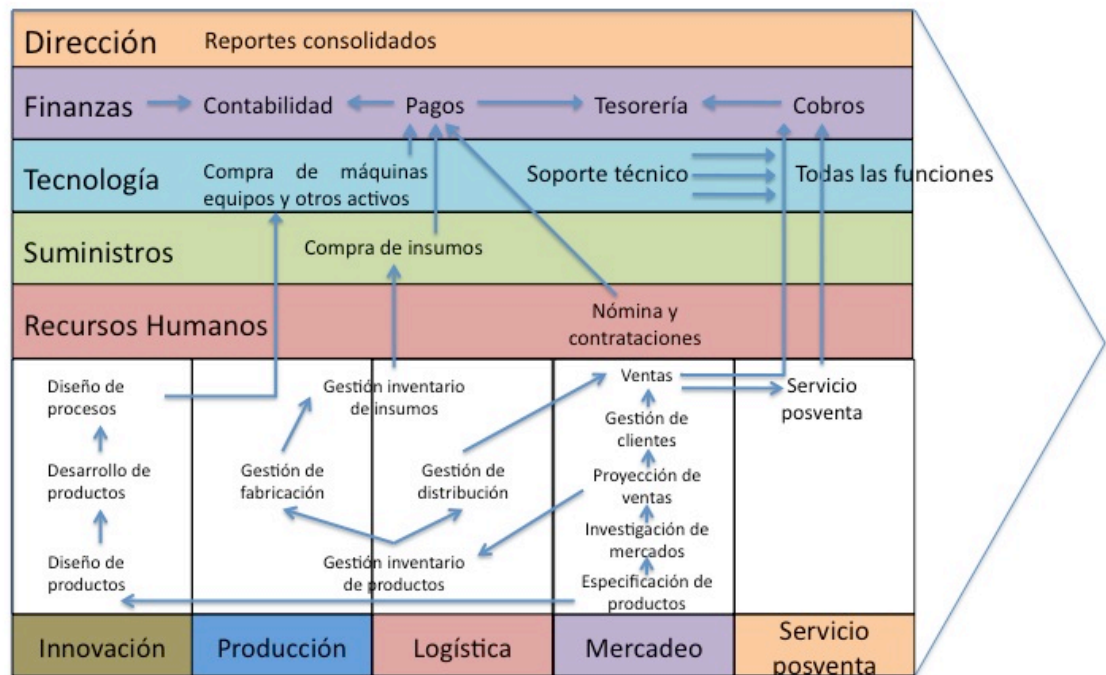 Dirección
Reportes consolidados
Finanzas
Contabilidad
Pagos
Tesorería
Cobros
Tecnología
Compra de máquinas
equipos y otros activos
Soporte técnico
Todas las funciones
Suministros
Compra de insumos
Recursos Humanos
Nómina y
contrataciones
Diseño de
procesos
Gestión inventario
de insumos
Ventas
Servicio
posventa
Gestión de
clientes
Desarrollo de
productos
Gestión de
fabricación
Gestión de
distribución
Proyección de
ventas
Investigación de
mercados
Diseño de
productos
Gestión inventario
de productos
Especificación de
productos
Innovación
Producción
Logística
Mercadeo
Servicio
posventa